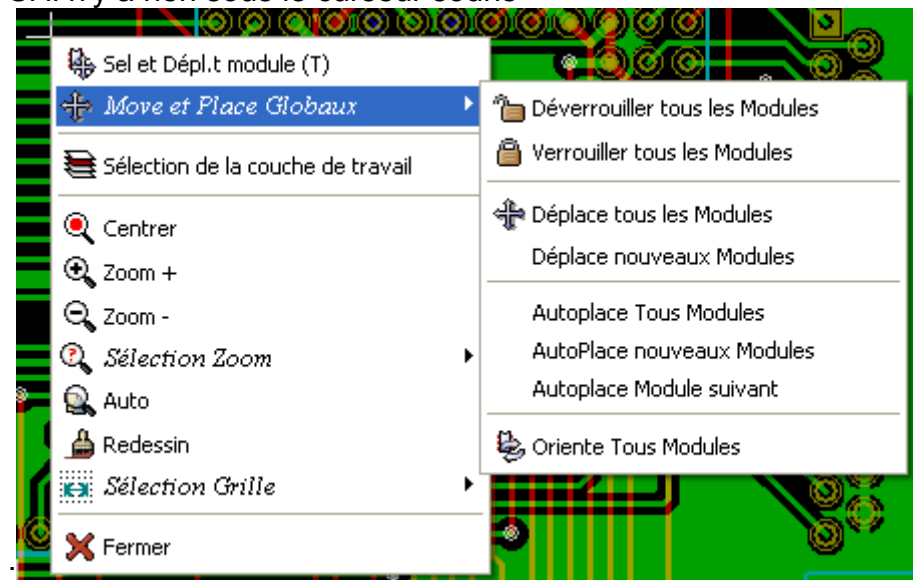 Sel et Dépl.t module (T)
Move et Place Globaux
Sélection de la couche de travail
Centrer
Zoom +
Zoom -
Sélection Zoom
Auto
Redessin
Sélection Grille
Fermer
Déverrouiller tous les Modules
Verrouiller tous les Modules
Déplace tous les Modules
Déplace nouveaux Modules
Autoplace Tous Modules
AutoPlace nouveaux Modules
Autoplace Module suivant
Oriente Tous Modules
.